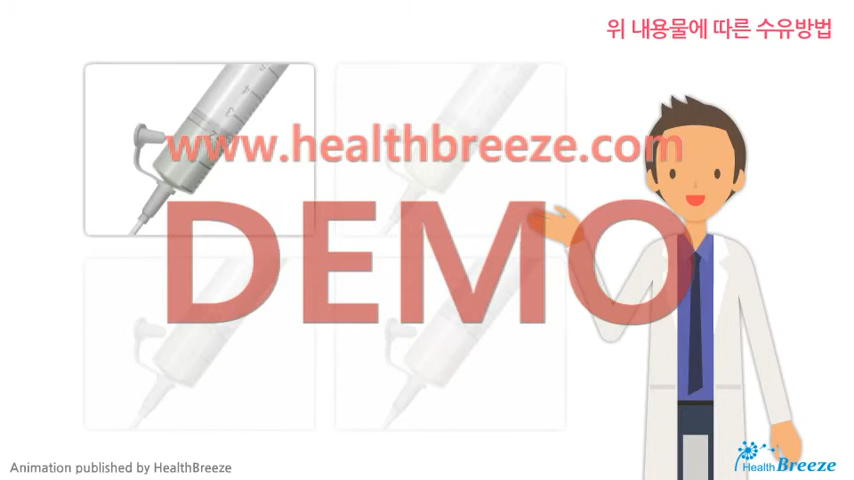 위 내용물에 따른 수유방법
www.healthbreeze.com
DEMO
Animation published by HealthBreeze
Health Breeze